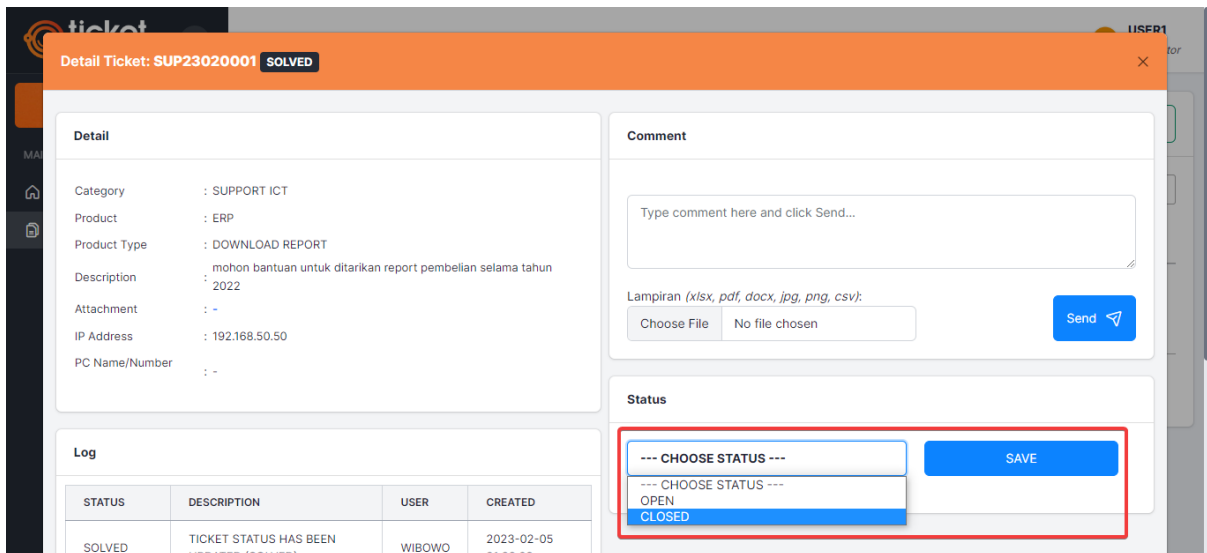 ticket
USER1
Detail Ticket: SUP23020001 SOLVED
Detail
Category : SUPPORT ICT
Product : ERP
Product Type : DOWNLOAD REPORT
Description : mohon bantuan untuk ditarikan report pembelian selama tahun
2022
Attachment : -
IP Address : 192.168.50.50
PC Name/Number : -
Log
STATUS DESCRIPTION USER CREATED
SOLVED TICKET STATUS HAS BEEN WIBOWO 2023-02-05
Comment
Type comment here and click Send...
Lampiran (xlsx, pdf, docx, jpg, png, csv):
Choose File No file chosen
Send
Status
--- CHOOSE STATUS --- SAVE
--- CHOOSE STATUS ---
OPEN
CLOSED